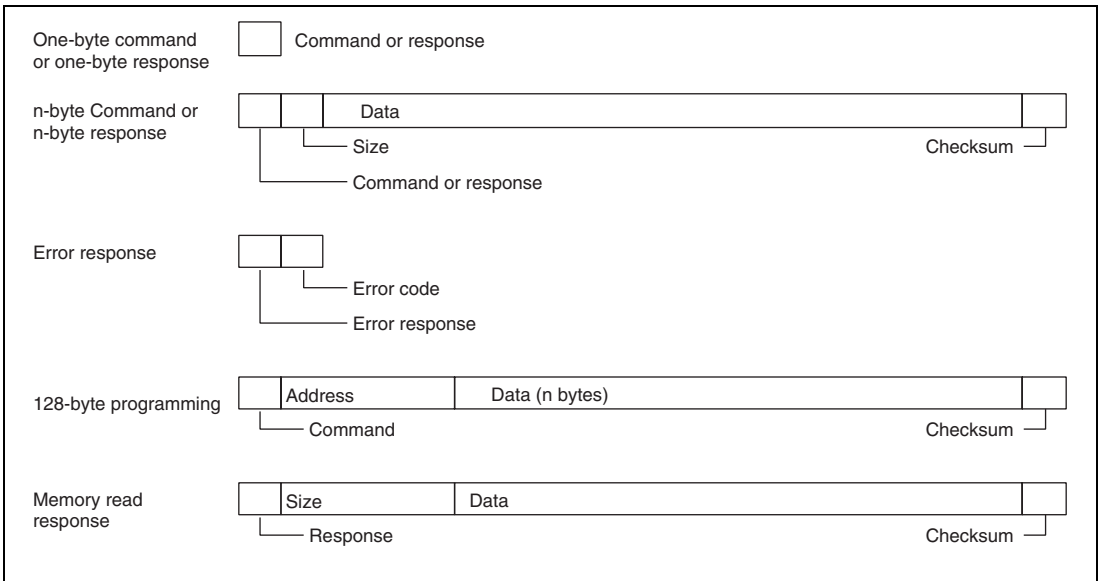 One-byte command
or one-byte response
Command or response
n-byte Command or
n-byte response
Data
Size
Checksum
Command or response
Error response
Error code
Error response
128-byte programming
Address
Data (n bytes)
Command
Checksum
Memory read
response
Size
Data
Response
Checksum